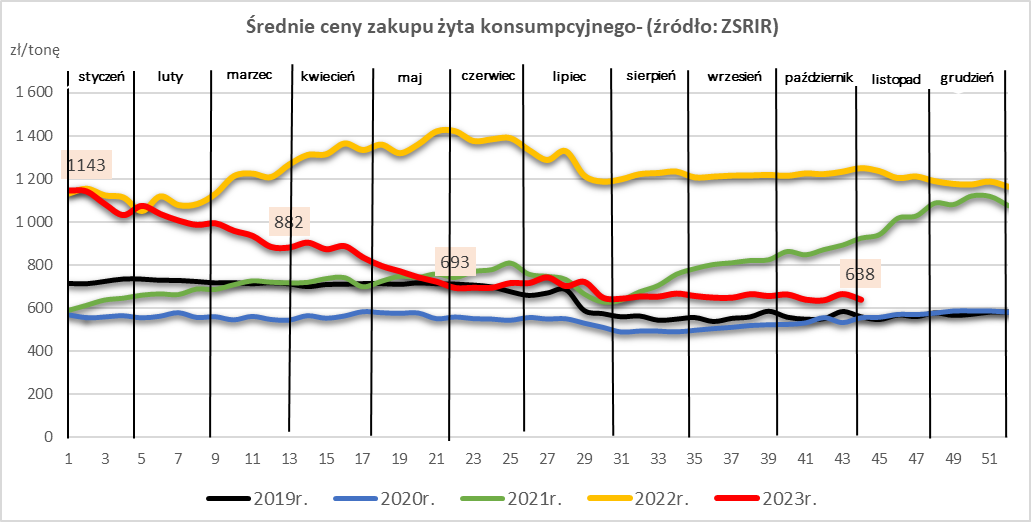 Średnie ceny zakupu żyta konsumpcyjnego- (źródło: ZSRIR)
zł/tonę
styczeń luty marzec kwiecień maj czerwiec lipiec sierpień wrzesień październik listopad grudzień
1 600
1 400
1 200
1 000
800
600
400
200
0
1143
882
693
638
1 3 5 7 9 11 13 15 17 19 21 23 25 27 29 31 33 35 37 39 41 43 45 47 49 51
2019r. 2020r. 2021r. 2022r. 2023r.